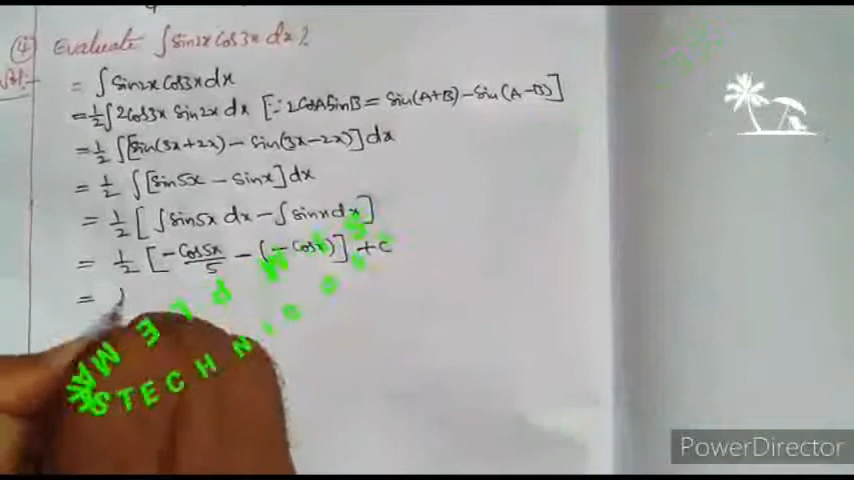 ④ Evaluate ∫sin2x cos3x dx?
Sol:- = ∫sin2x cos3x dx
= 1/2 ∫2cos3x sin2x dx [∵ 2cosA sinB = sin(A+B) - sin(A-B)]
= 1/2 ∫[sin(3x+2x) - sin(3x-2x)] dx
= 1/2 ∫[sin5x - sinx] dx
= 1/2 [∫sin5x dx - ∫sinx dx]
= 1/2 [-cos5x/5 - (-cosx)] + c
=
PowerDirector